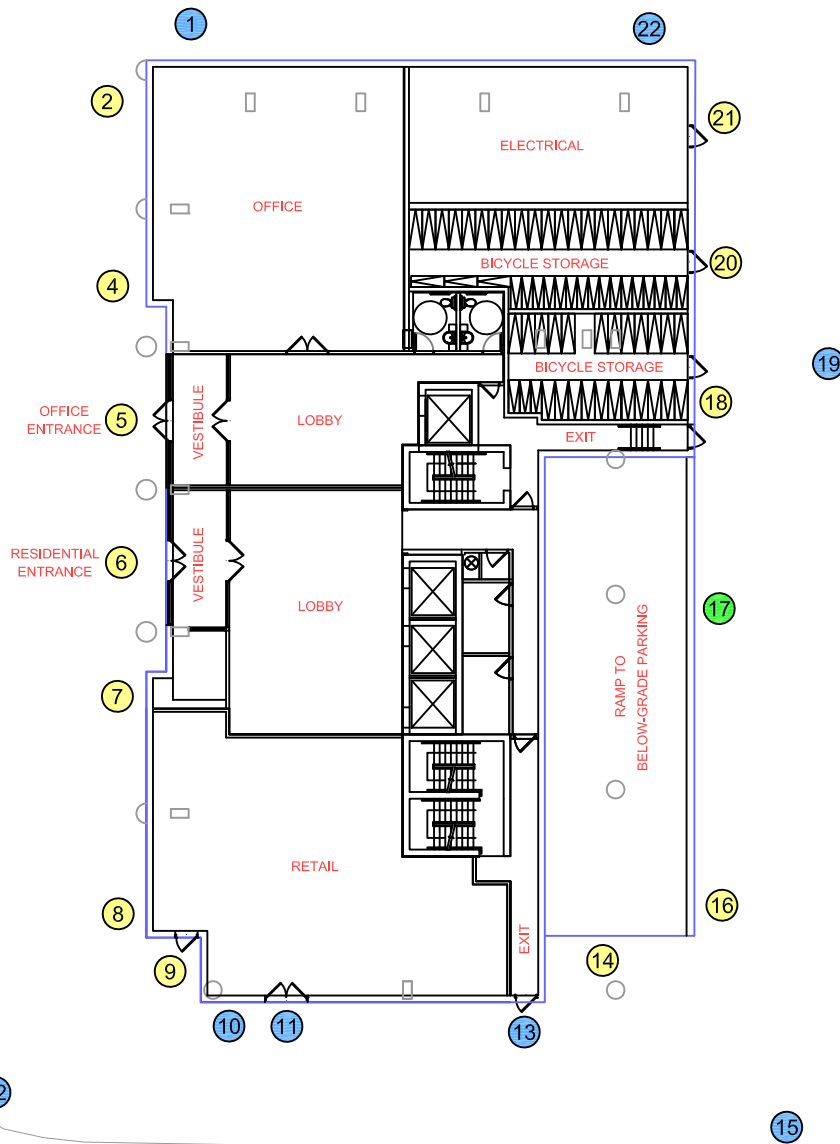 1
22
2
21
ELECTRICAL
OFFICE
BICYCLE STORAGE
20
4
19
BICYCLE STORAGE
18
OFFICE
ENTRANCE
5
VESTIBULE
LOBBY
EXIT
RESIDENTIAL
ENTRANCE
6
VESTIBULE
LOBBY
17
RAMP TO
BELOW-GRADE PARKING
7
RETAIL
8
16
9
EXIT
14
10
11
13
2
15